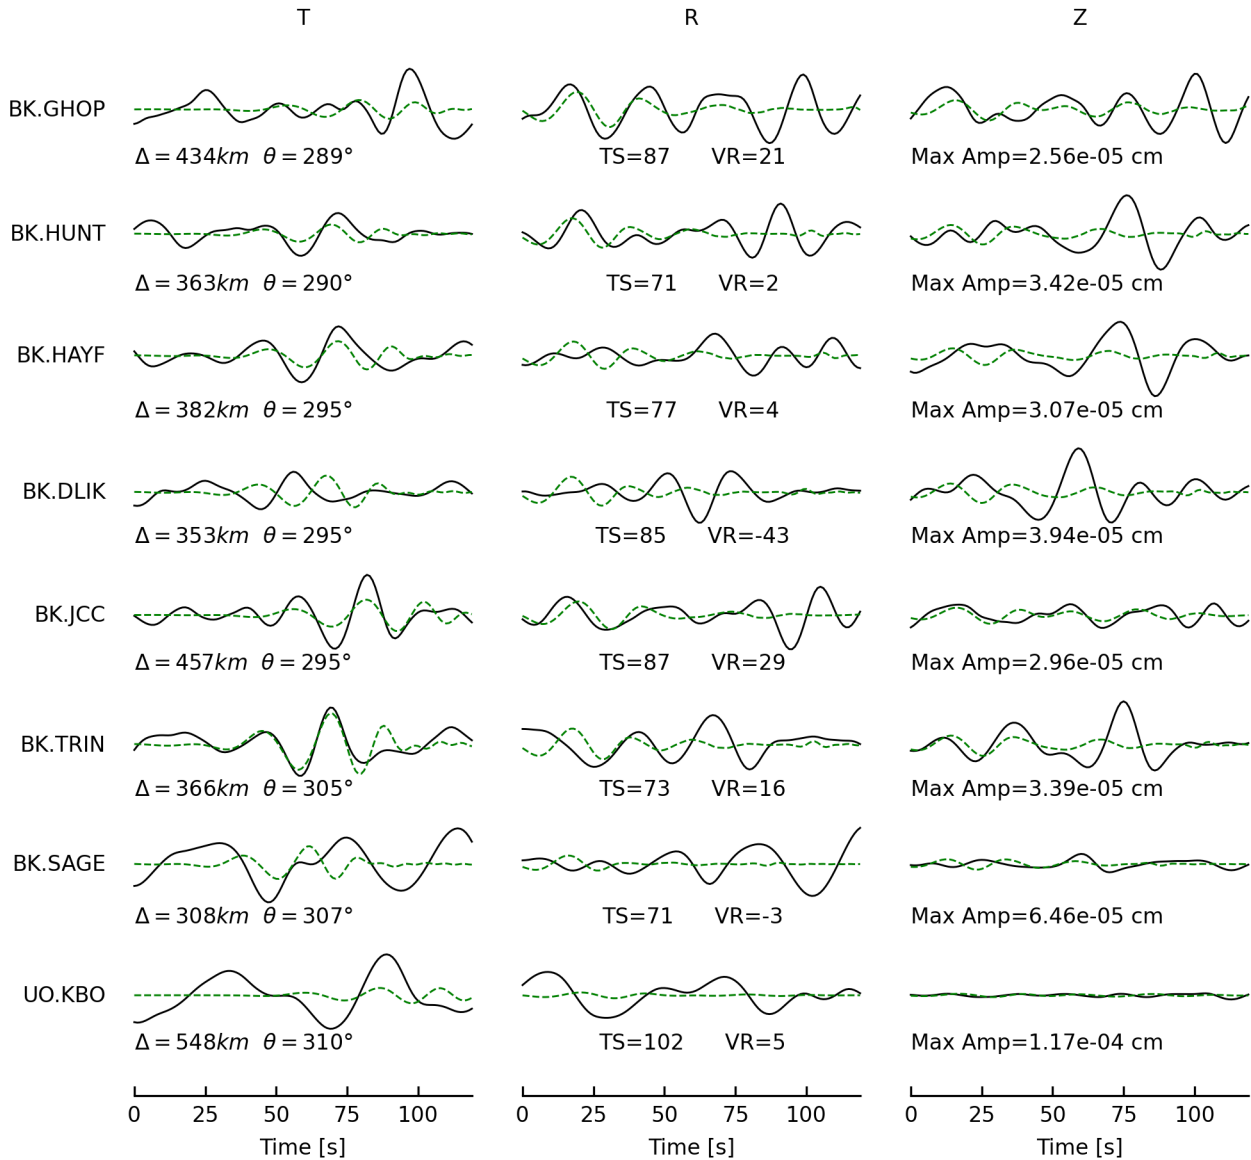 T R Z
BK.GHOP
Δ = 434km θ = 289° TS=87 VR=21 Max Amp=2.56e-05 cm
BK.HUNT
Δ = 363km θ = 290° TS=71 VR=2 Max Amp=3.42e-05 cm
BK.HAYF
Δ = 382km θ = 295° TS=77 VR=4 Max Amp=3.07e-05 cm
BK.DLIK
Δ = 353km θ = 295° TS=85 VR=-43 Max Amp=3.94e-05 cm
BK.JCC
Δ = 457km θ = 295° TS=87 VR=29 Max Amp=2.96e-05 cm
BK.TRIN
Δ = 366km θ = 305° TS=73 VR=16 Max Amp=3.39e-05 cm
BK.SAGE
Δ = 308km θ = 307° TS=71 VR=-3 Max Amp=6.46e-05 cm
UO.KBO
Δ = 548km θ = 310° TS=102 VR=5 Max Amp=1.17e-04 cm
0 25 50 75 100 0 25 50 75 100 0 25 50 75 100
Time [s] Time [s] Time [s]